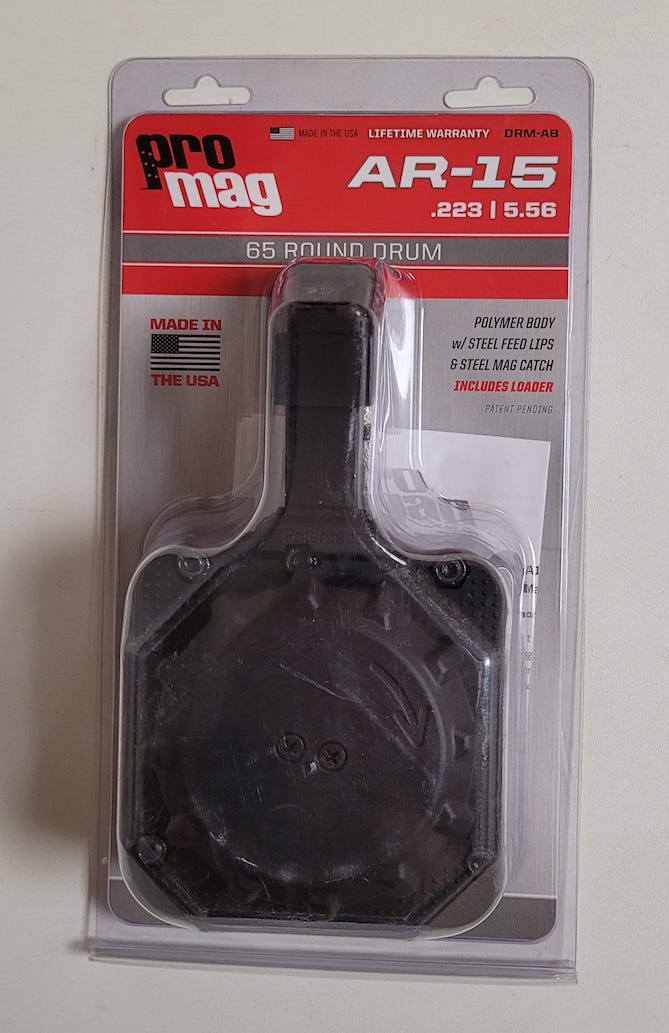 pro
mag
MADE IN THE USA LIFETIME WARRANTY DRM-A8
AR-15
.223 | 5.56
65 ROUND DRUM
MADE IN
THE USA
POLYMER BODY
w/ STEEL FEED LIPS
& STEEL MAG CATCH
INCLUDES LOADER
PATENT PENDING